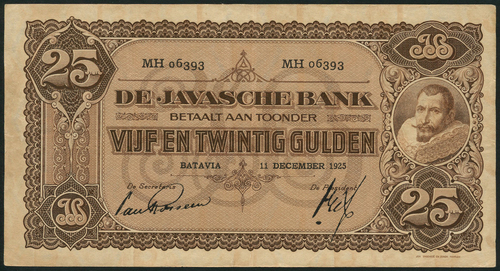 25 Gulden
MH 06393 MH 06393
DE JAVASCHE BANK
BETAALT AAN TOONDER
VIJF EN TWINTIG GULDEN
BATAVIA 11 DECEMBER 1925
De Secretaris De President
25